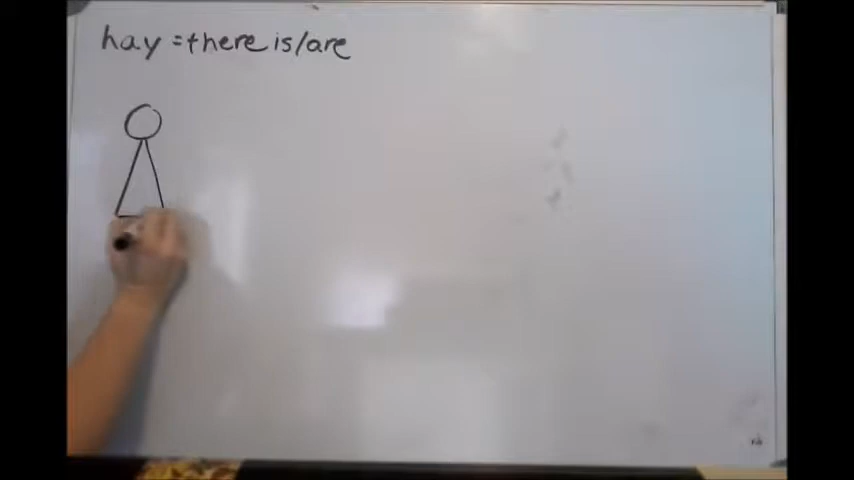 hay = there is/are